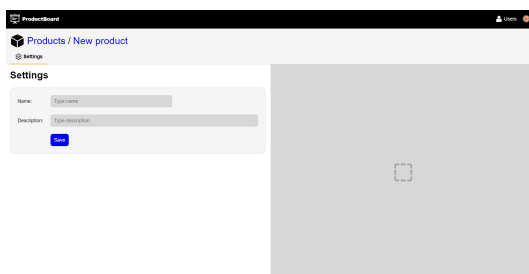 ProductBoard
Users
Products / New product
Settings
Settings
Name:
Type name
Description:
Type description
Save